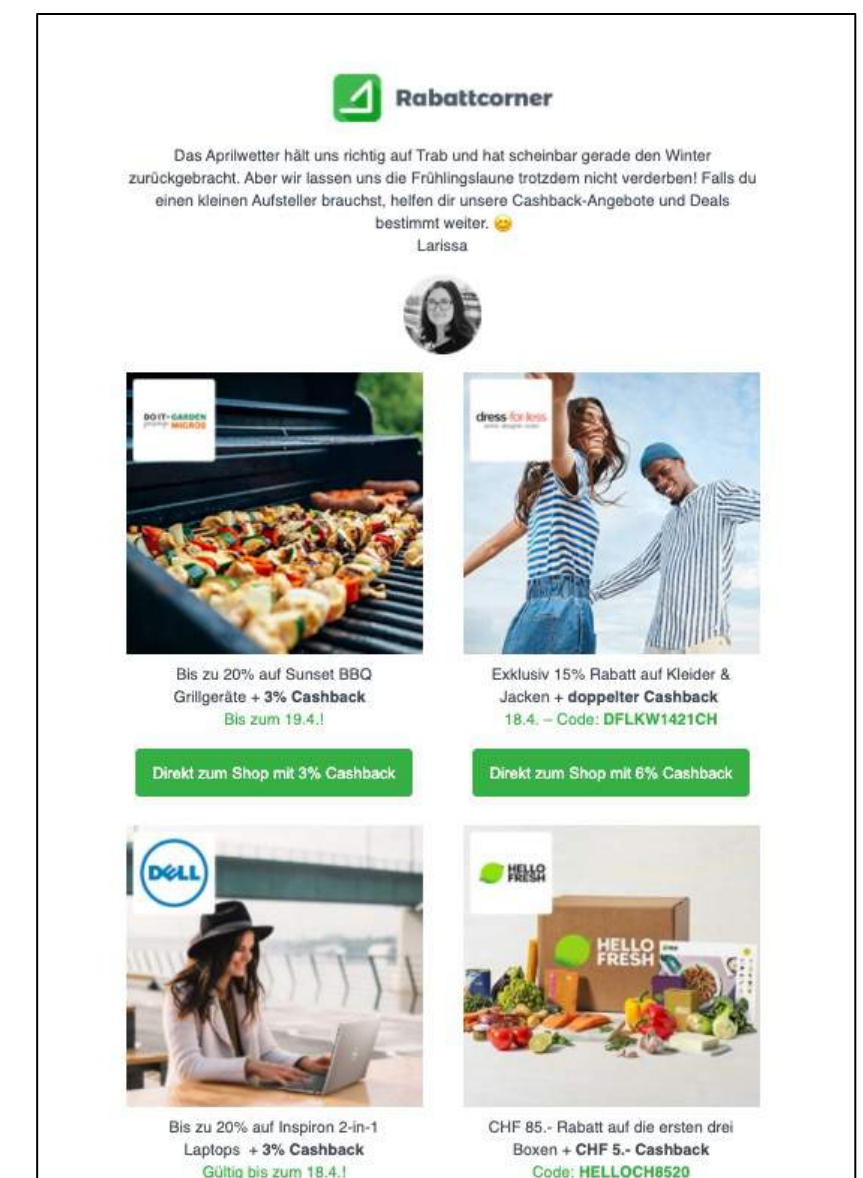 Rabattcorner
Das Aprilwetter hält uns richtig auf Trab und hat scheinbar gerade den Winter
zurückgebracht. Aber wir lassen uns die Frühlingslaune trotzdem nicht verderben! Falls du
einen kleinen Aufsteller brauchst, helfen dir unsere Cashback-Angebote und Deals
bestimmt weiter. 😊
Larissa
DO IT + GARDEN
MIGROS
dress-for-less
Bis zu 20% auf Sunset BBQ
Grillgeräte + 3% Cashback
Bis zum 19.4.!
Direkt zum Shop mit 3% Cashback
Exklusiv 15% Rabatt auf Kleider &
Jacken + doppelter Cashback
18.4. – Code: DFLKW1421CH
Direkt zum Shop mit 6% Cashback
DELL
HELLO
FRESH
HELLO
FRESH
Bis zu 20% auf Inspiron 2-in-1
Laptops + 3% Cashback
Gültig bis zum 18.4.!
CHF 85.- Rabatt auf die ersten drei
Boxen + CHF 5.- Cashback
Code: HELLOCH8520